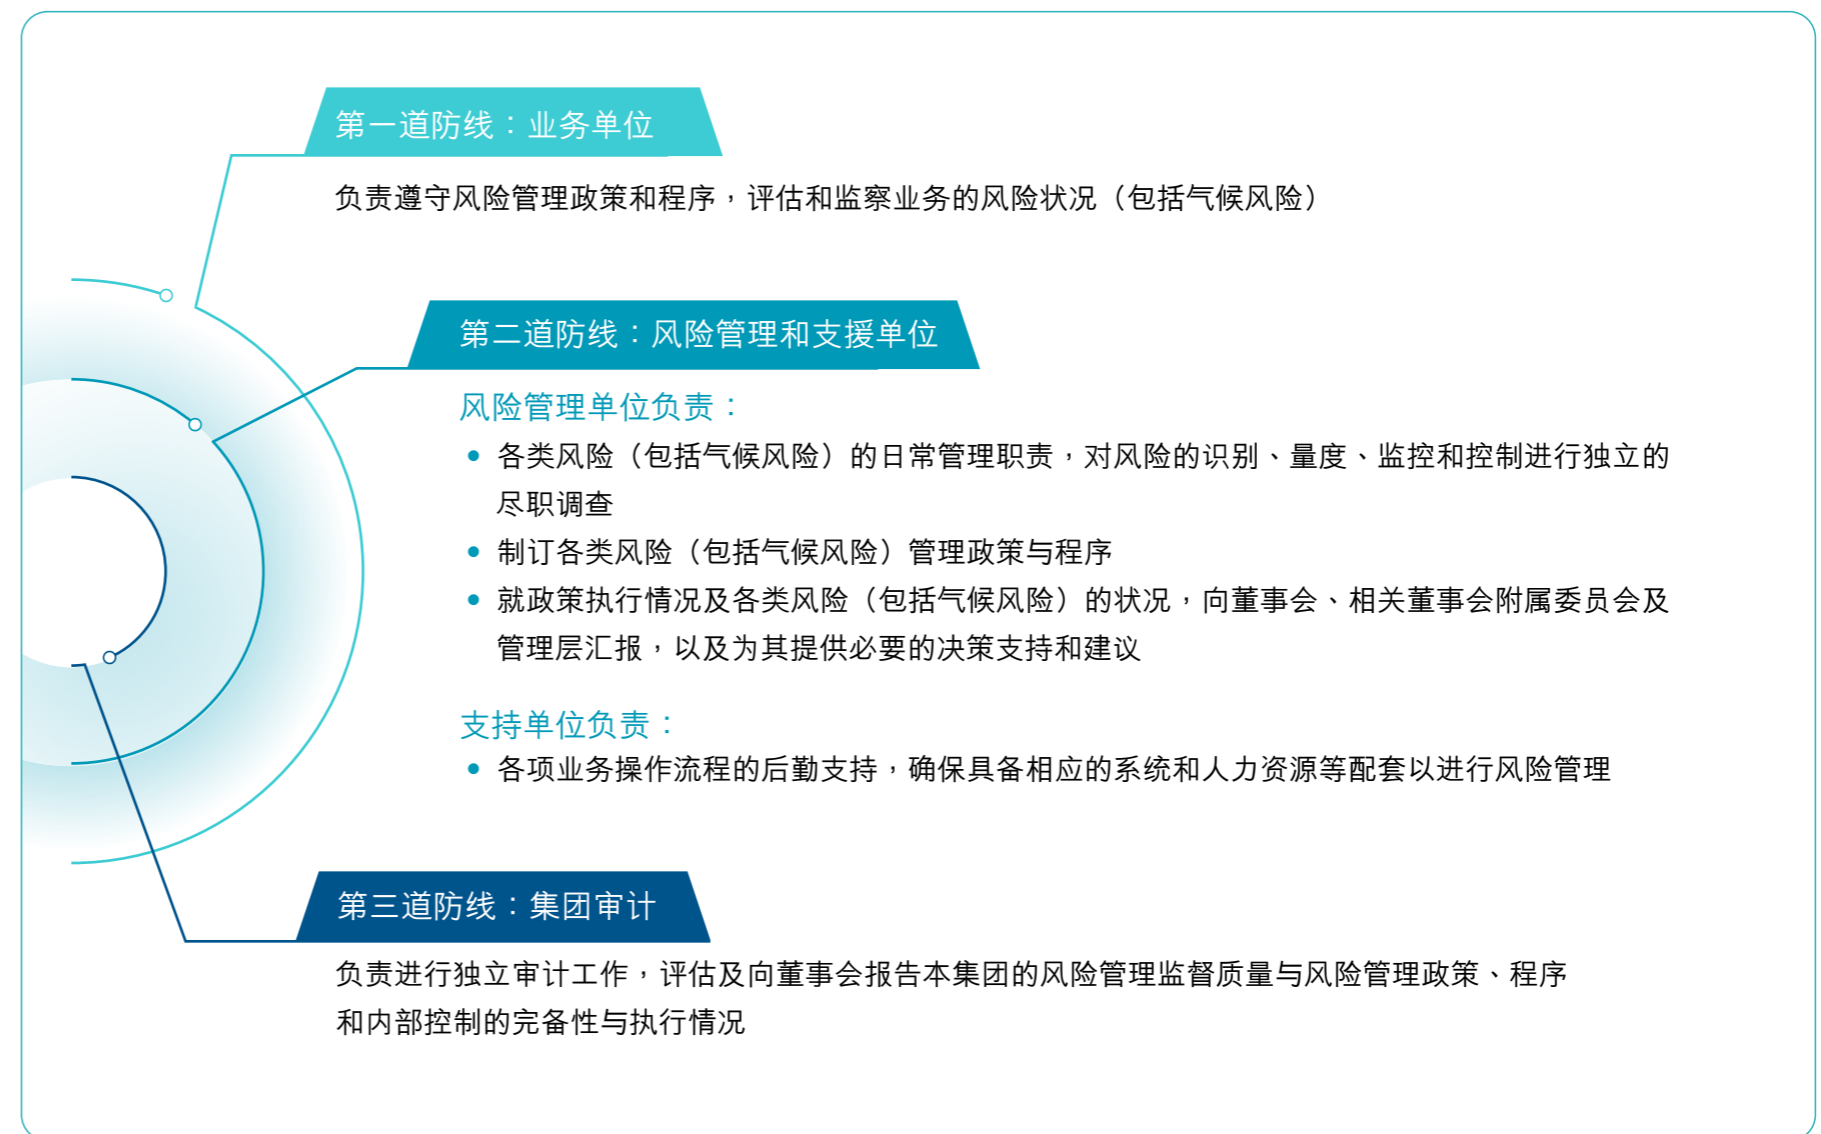 第一道防线：业务单位
负责遵守风险管理政策和程序，评估和监察业务的风险状况（包括气候风险）
第二道防线：风险管理和支援单位
风险管理单位负责：
• 各类风险（包括气候风险）的日常管理职责，对风险的识别、量度、监控和控制进行独立的
尽职调查
• 制订各类风险（包括气候风险）管理政策与程序
• 就政策执行情况及各类风险（包括气候风险）的状况，向董事会、相关董事会附属委员会及
管理层汇报，以及为其提供必要的决策支持和建议
支持单位负责：
• 各项业务操作流程的后勤支持，确保具备相应的系统和人力资源等配套以进行风险管理
第三道防线：集团审计
负责进行独立审计工作，评估及向董事会报告本集团的风险管理监督质量与风险管理政策、程序
和内部控制的完备性与执行情况